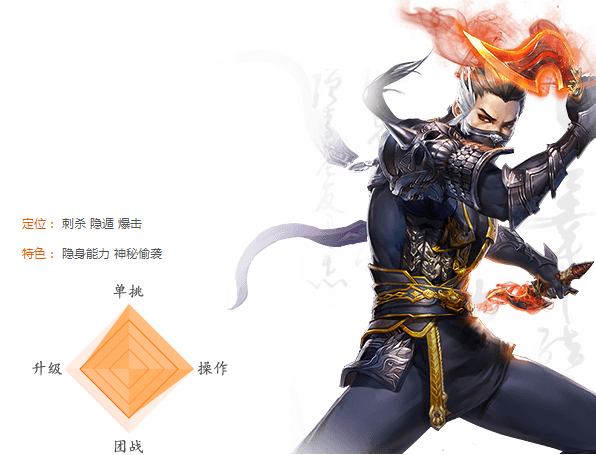 定位： 刺杀 隐遁 爆击
特色： 隐身能力 神秘偷袭
单挑
升级
操作
团战